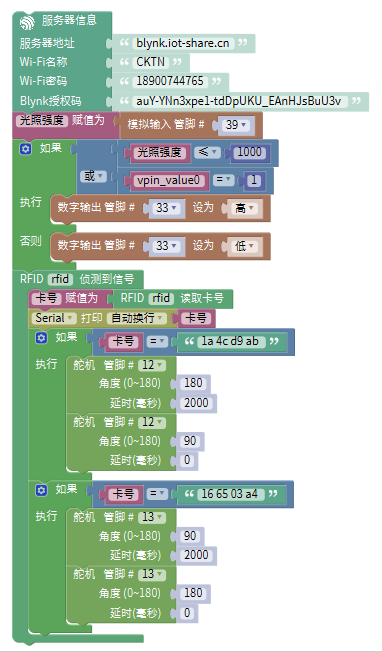 服务器信息
服务器地址 “ blynk.iot-share.cn ”
Wi-Fi名称 “ CKTN ”
Wi-Fi密码 “ 18900744765 ”
Blynk授权码 “ auY-YNn3xpe1-tdDpUKU_EAnHJsBuU3v ”
光照强度 赋值为 模拟输入 管脚 # 39
如果 光照强度 ≤ 1000
或 vpin_value0 = 1
执行 数字输出 管脚 # 33 设为 高
否则 数字输出 管脚 # 33 设为 低
RFID rfid 侦测到信号
卡号 赋值为 RFID rfid 读取卡号
Serial 打印 自动换行 卡号
如果 卡号 = “ 1a 4c d9 ab ”
执行 舵机 管脚 # 12
角度 (0~180) 180
延时(毫秒) 2000
舵机 管脚 # 12
角度 (0~180) 90
延时(毫秒) 0
如果 卡号 = “ 16 65 03 a4 ”
执行 舵机 管脚 # 13
角度 (0~180) 90
延时(毫秒) 2000
舵机 管脚 # 13
角度 (0~180) 180
延时(毫秒) 0